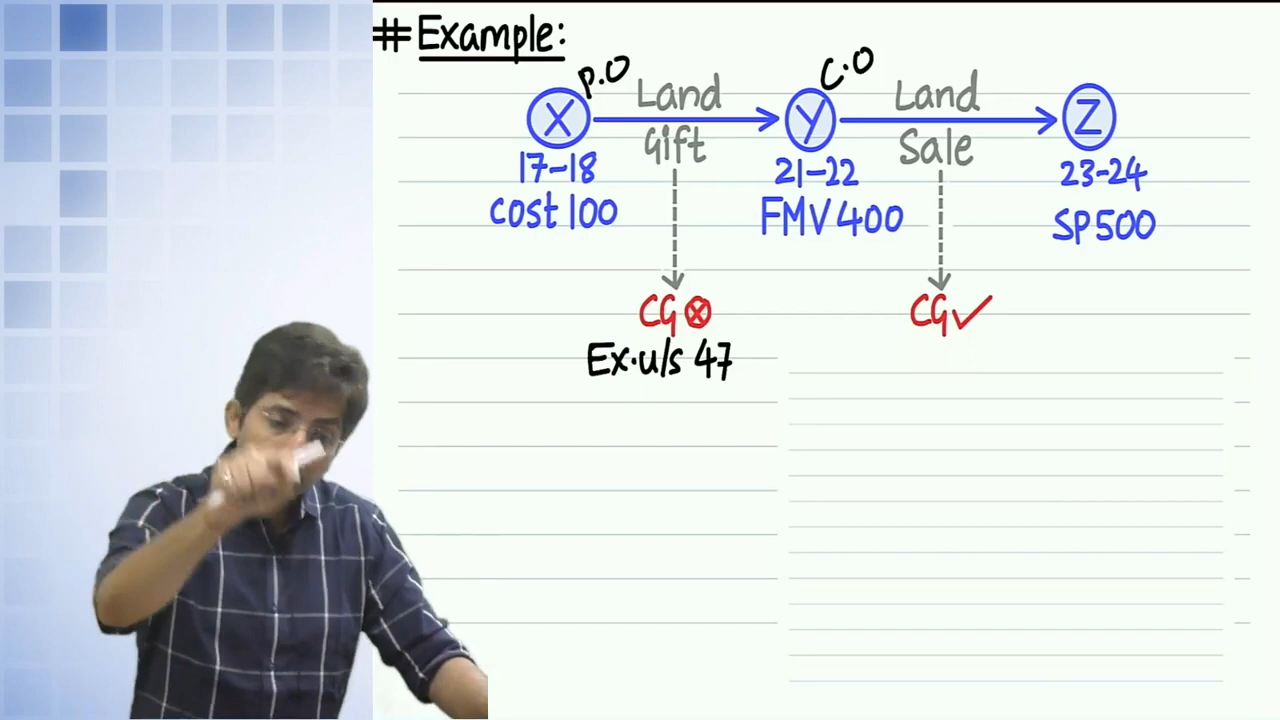 # Example:
P.O C.O
X Land Y Land Z
Gift Sale
17-18 21-22 23-24
Cost 100 FMV 400 SP 500
CG ⊗ CG ✓
Ex. u/s 47